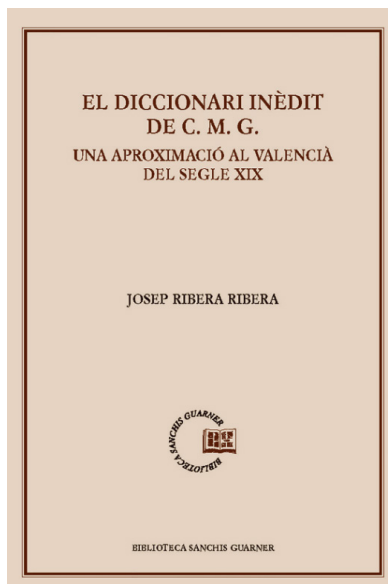 EL DICCIONARI INÈDIT
DE C. M. G.
UNA APROXIMACIÓ AL VALENCIÀ
DEL SEGLE XIX
JOSEP RIBERA RIBERA
BIBLIOTECA SANCHIS GUARNER
BIBLIOTECA SANCHIS GUARNER